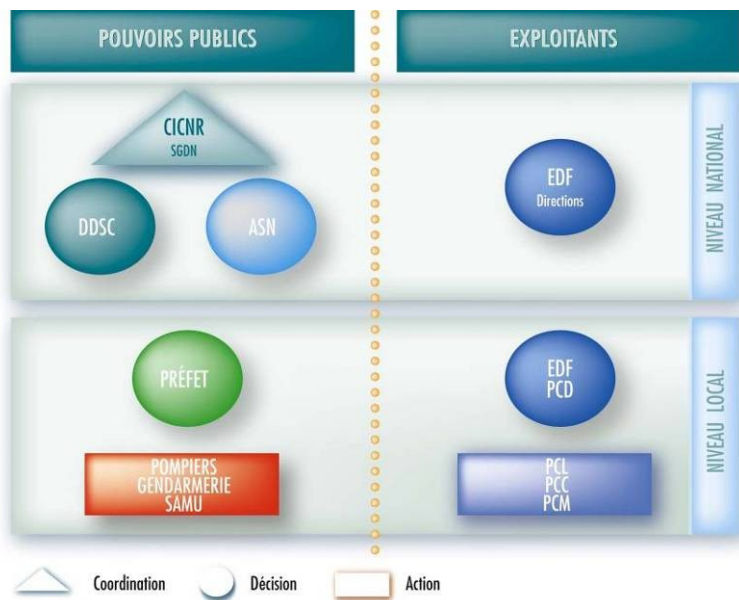 POUVOIRS PUBLICS
EXPLOITANTS
CICNR
SGDN
DDSC
ASN
EDF
Directions
NIVEAU NATIONAL
PRÉFET
POMPIERS
GENDARMERIE
SAMU
EDF
PCD
PCL
PCC
PCM
NIVEAU LOCAL
Coordination
Décision
Action